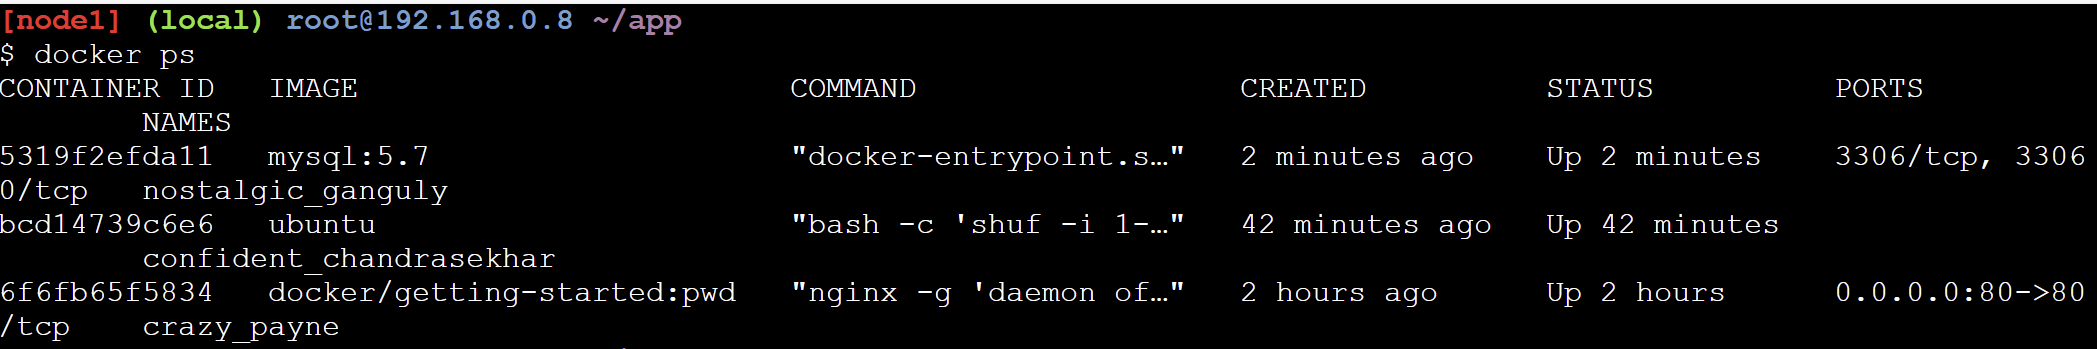 [node1] (local) root@192.168.0.8 ~/app
$ docker ps
CONTAINER ID   IMAGE                        COMMAND                  CREATED          STATUS          PORTS
        NAMES
5319f2efda11   mysql:5.7                    "docker-entrypoint.s…"   2 minutes ago    Up 2 minutes    3306/tcp, 3306
0/tcp   nostalgic_ganguly
bcd14739c6e6   ubuntu                       "bash -c 'shuf -i 1-…"   42 minutes ago   Up 42 minutes
        confident_chandrasekhar
6f6fb65f5834   docker/getting-started:pwd   "nginx -g 'daemon of…"   2 hours ago      Up 2 hours      0.0.0.0:80->80
/tcp    crazy_payne